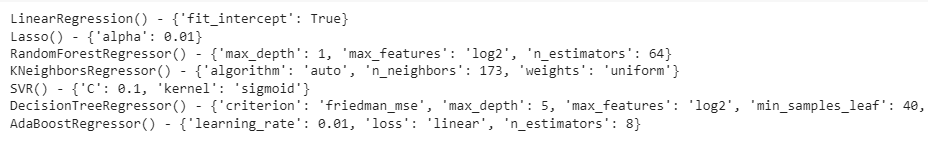 LinearRegression() - {'fit_intercept': True}
Lasso() - {'alpha': 0.01}
RandomForestRegressor() - {'max_depth': 1, 'max_features': 'log2', 'n_estimators': 64}
KNeighborsRegressor() - {'algorithm': 'auto', 'n_neighbors': 173, 'weights': 'uniform'}
SVR() - {'C': 0.1, 'kernel': 'sigmoid'}
DecisionTreeRegressor() - {'criterion': 'friedman_mse', 'max_depth': 5, 'max_features': 'log2', 'min_samples_leaf': 40,
AdaBoostRegressor() - {'learning_rate': 0.01, 'loss': 'linear', 'n_estimators': 8}